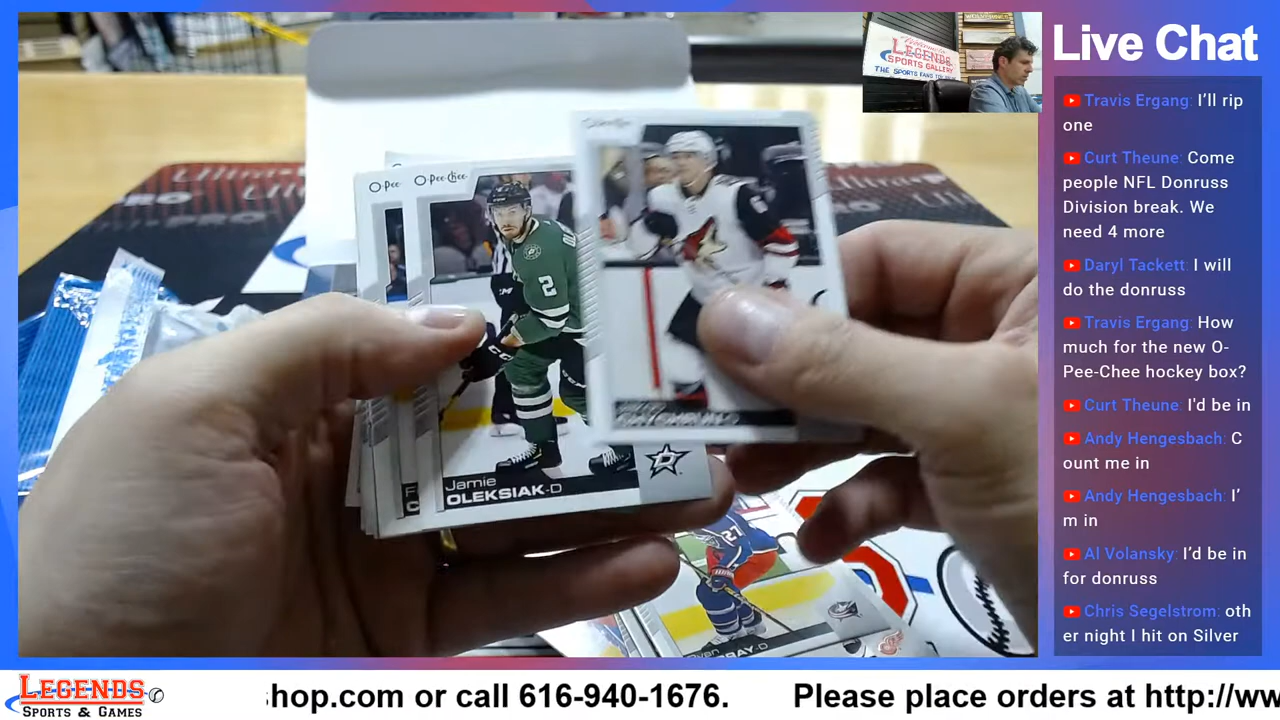 LEGENDS
SPORTS GALLERY
THE SPORTS FANS TOY
Live Chat
Travis Ergang: I’ll rip
one
Curt Theune: Come
people NFL Donruss
Division break. We
need 4 more
Daryl Tackett: I will
do the donruss
Travis Ergang: How
much for the new O-
Pee-Chee hockey box?
Curt Theune: I'd be in
Andy Hengesbach: C
ount me in
Andy Hengesbach: I’
m in
Al Volansky: I’d be in
for donruss
Chris Segelstrom: oth
er night I hit on Silver
O-Pee-
O-Pee-Chee
2
Jamie
OLEKSIAK-D
27
LEGENDS
SPORTS & GAMES
shop.com or call 616-940-1676. Please place orders at http://ww